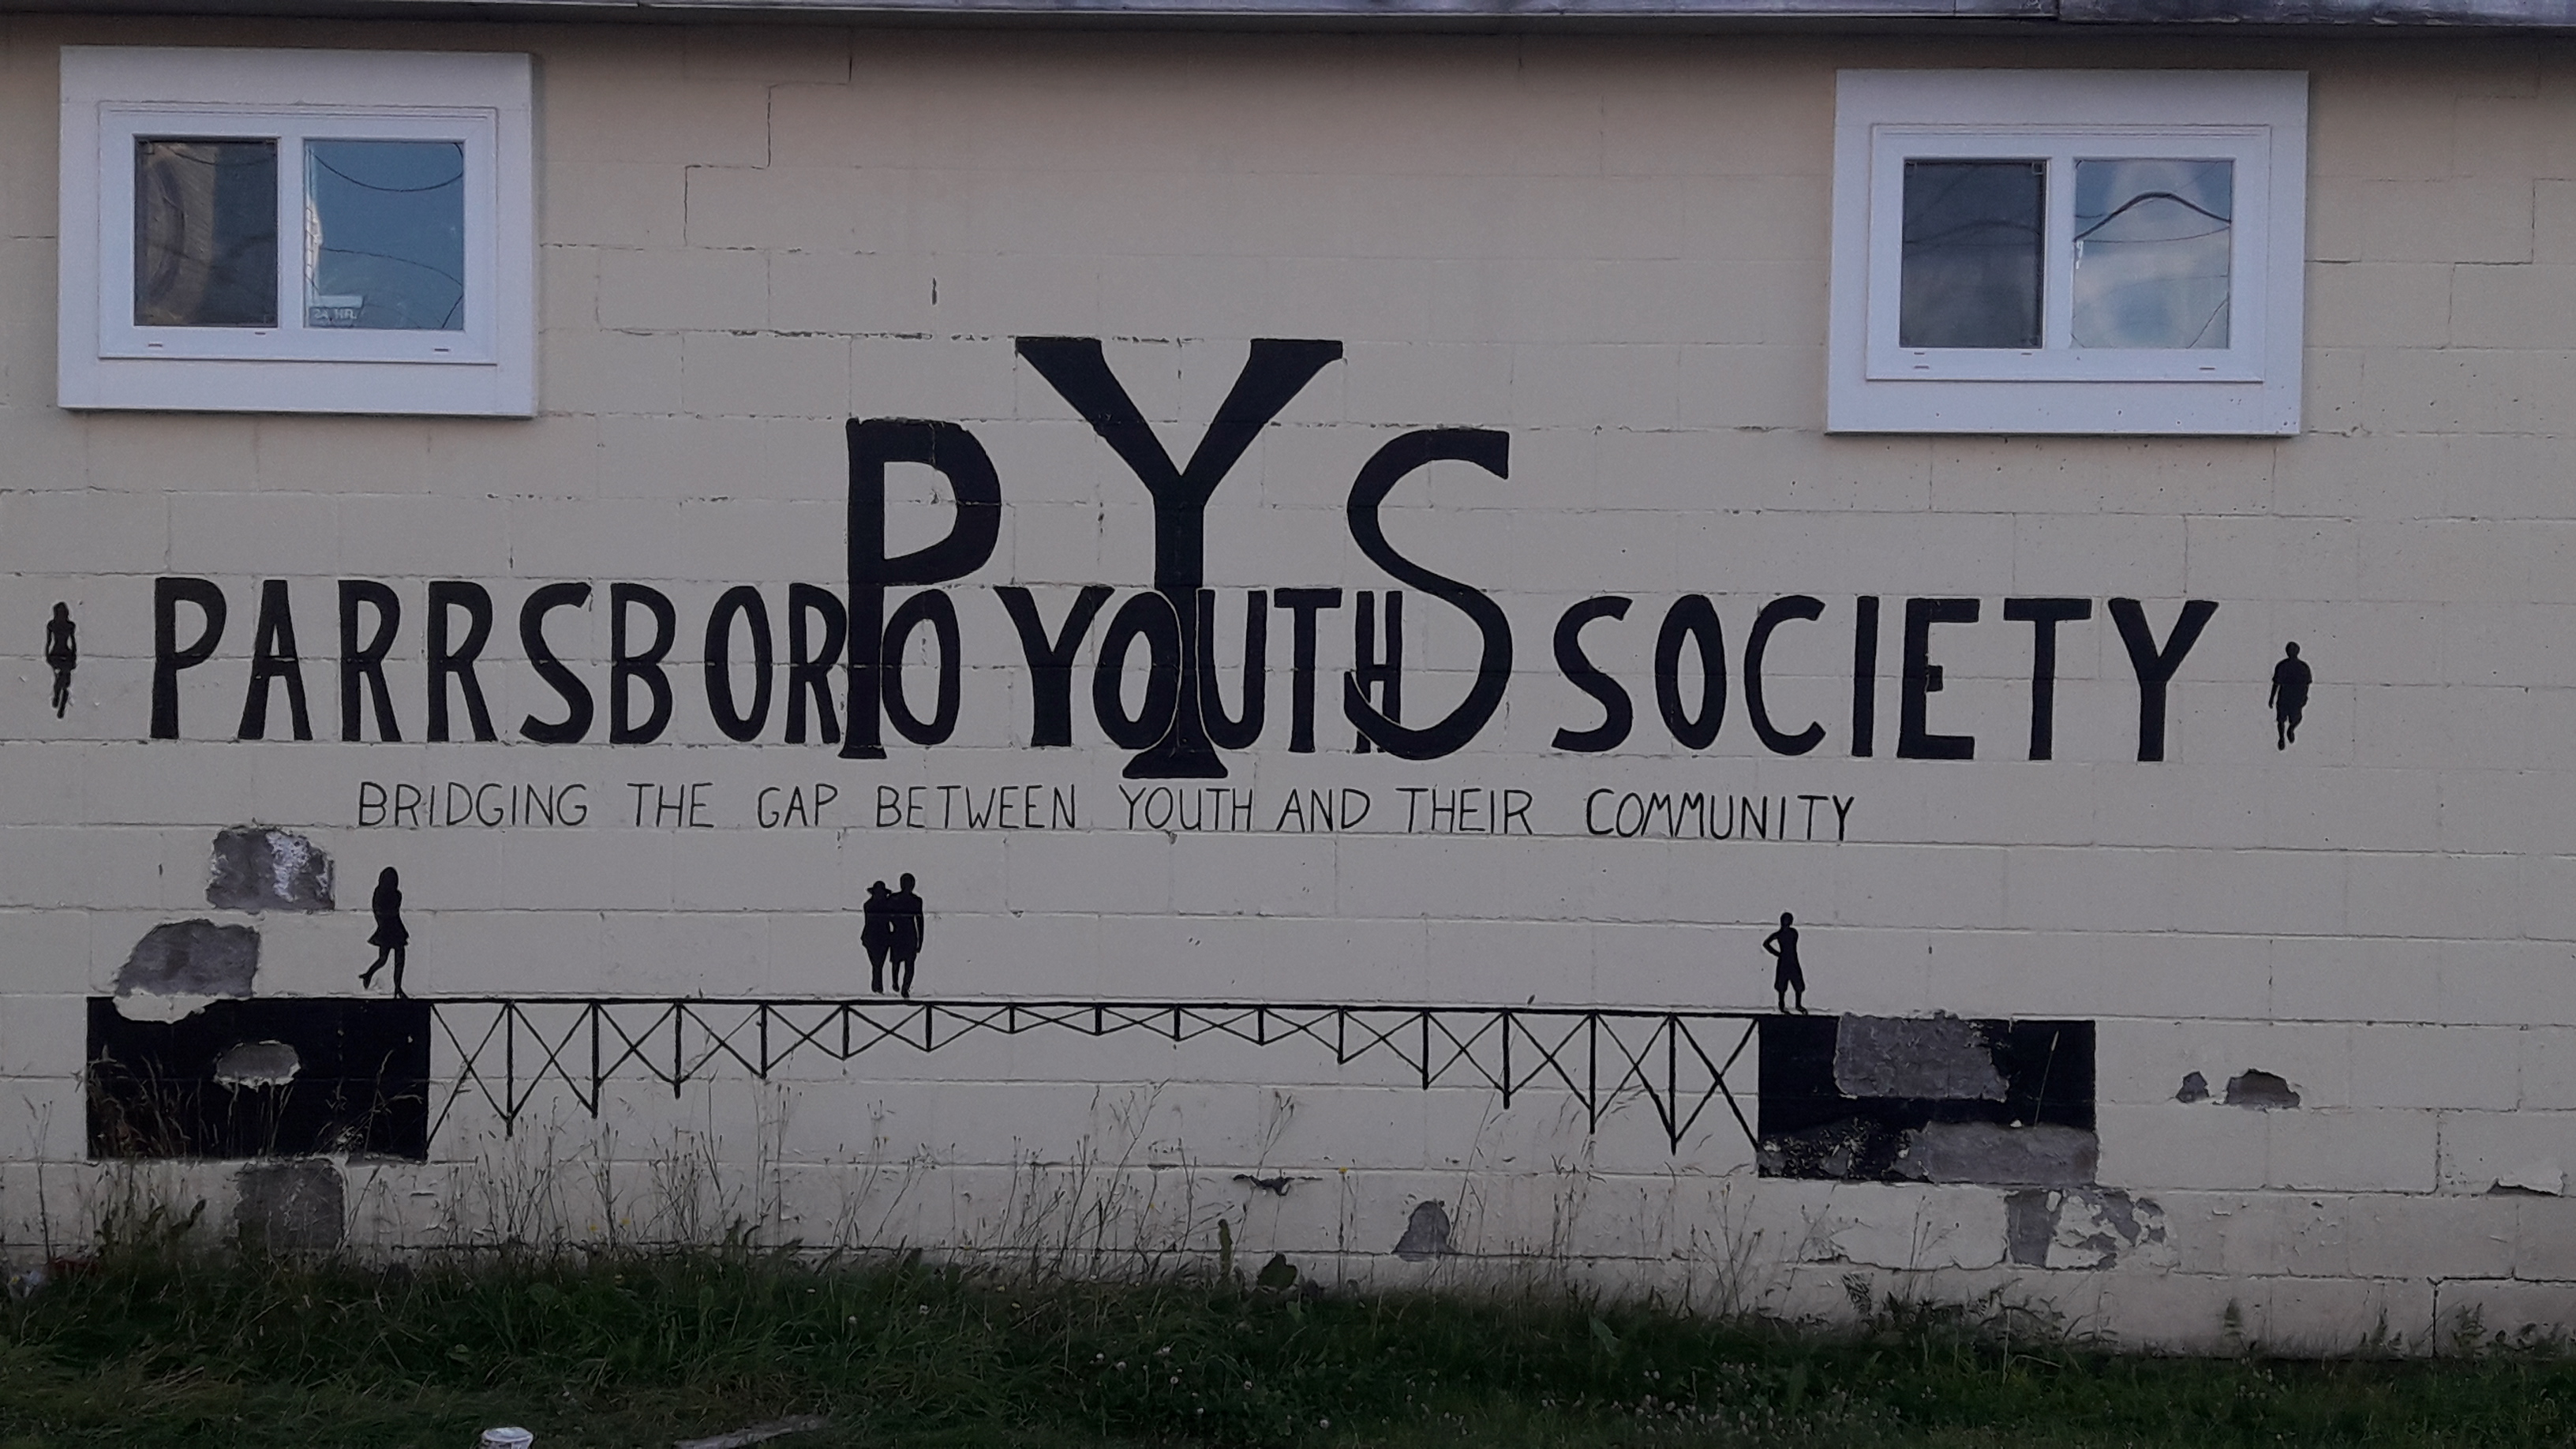 PYS
PARRSBORO YOUTH SOCIETY
BRIDGING THE GAP BETWEEN YOUTH AND THEIR COMMUNITY